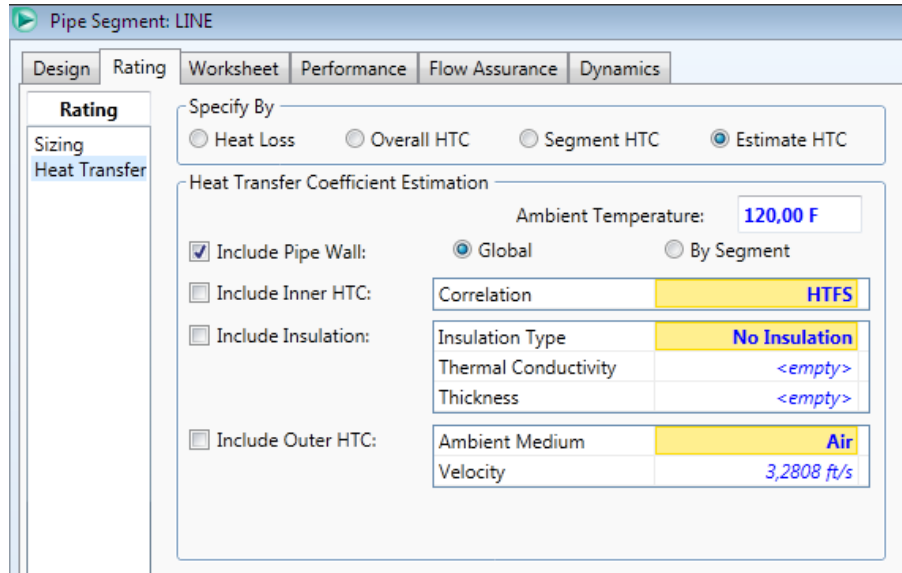 Pipe Segment: LINE
Design Rating Worksheet Performance Flow Assurance Dynamics
Rating
Sizing
Heat Transfer
Specify By
Heat Loss Overall HTC Segment HTC Estimate HTC
Heat Transfer Coefficient Estimation
Ambient Temperature: 120,00 F
Include Pipe Wall: Global By Segment
Include Inner HTC: Correlation HTFS
Include Insulation: Insulation Type No Insulation
Thermal Conductivity <empty>
Thickness <empty>
Include Outer HTC: Ambient Medium Air
Velocity 3,2808 ft/s